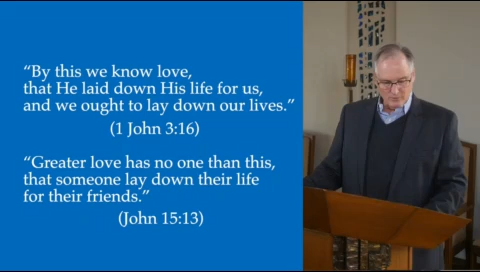 “By this we know love,
that He laid down His life for us,
and we ought to lay down our lives.”
(1 John 3:16)
“Greater love has no one than this,
that someone lay down their life
for their friends.”
(John 15:13)